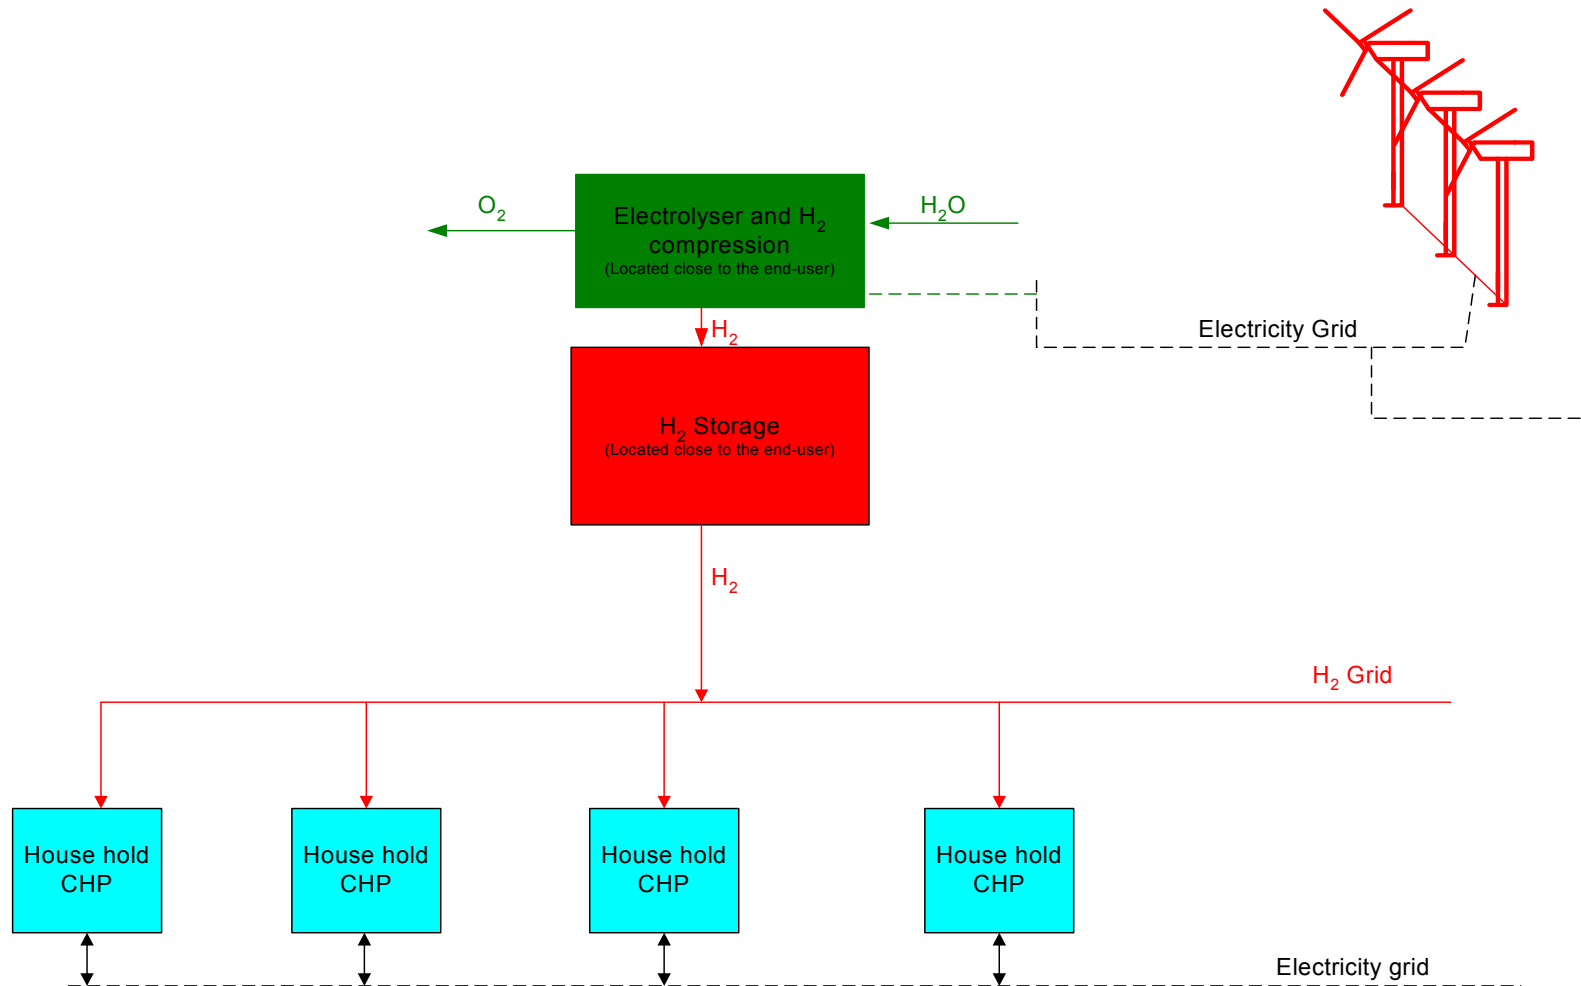 O₂
Electrolyser and H₂
compression
(Located close to the end-user)
H₂O
H₂
Electricity Grid
H₂ Storage
(Located close to the end-user)
H₂
H₂ Grid
House hold
CHP
House hold
CHP
House hold
CHP
House hold
CHP
Electricity grid